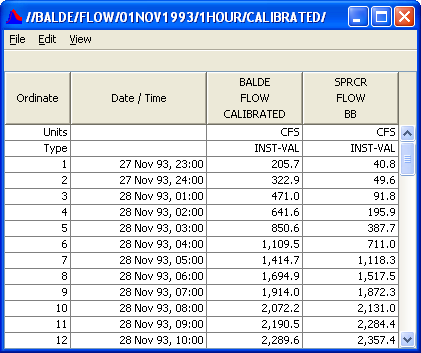 //BALDE/FLOW/01NOV1993/1HOUR/CALIBRATED/
File Edit View
Ordinate Date / Time BALDE FLOW CALIBRATED SPRCR FLOW BB
Units CFS CFS
Type INST-VAL INST-VAL
1 27 Nov 93, 23:00 205.7 40.8
2 27 Nov 93, 24:00 322.9 49.6
3 28 Nov 93, 01:00 471.0 91.8
4 28 Nov 93, 02:00 641.6 195.9
5 28 Nov 93, 03:00 850.6 387.7
6 28 Nov 93, 04:00 1,109.5 711.0
7 28 Nov 93, 05:00 1,414.7 1,118.3
8 28 Nov 93, 06:00 1,694.9 1,517.5
9 28 Nov 93, 07:00 1,914.0 1,872.3
10 28 Nov 93, 08:00 2,072.2 2,131.0
11 28 Nov 93, 09:00 2,190.5 2,284.4
12 28 Nov 93, 10:00 2,289.6 2,357.4